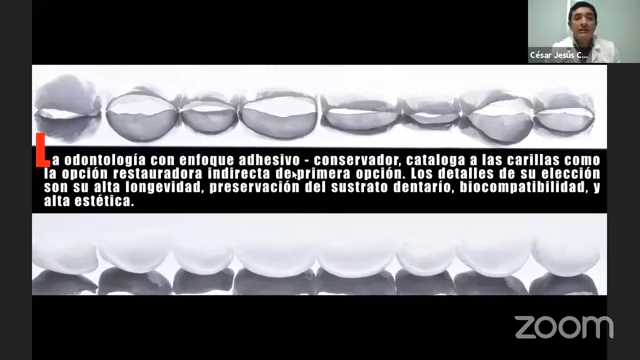 César Jesús C...
La odontología con enfoque adhesivo - conservador, cataloga a las carillas como
la opción restauradora indirecta de primera opción. Los detalles de su elección
son su alta longevidad, preservación del sustrato dentarío, biocompatibilidad, y
alta estética.
zoom